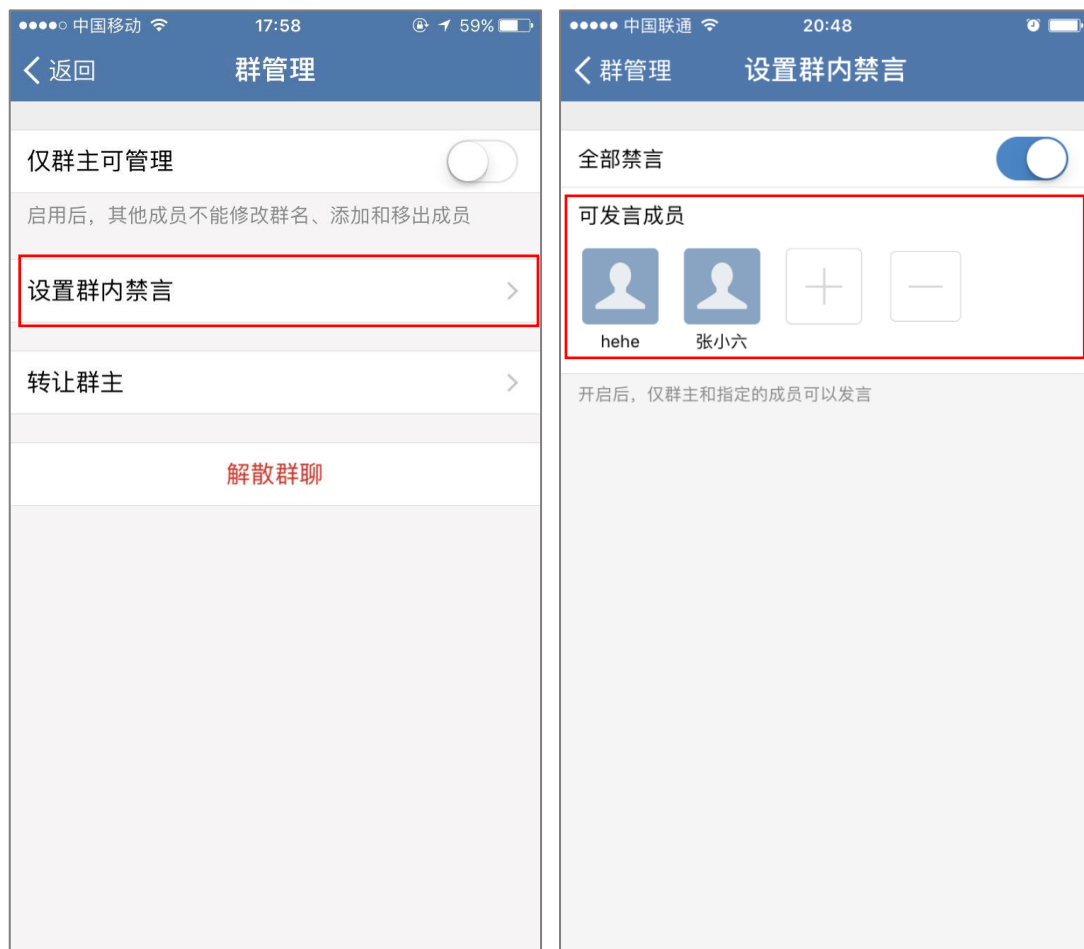 中国移动 17:58 59%
返回 群管理
仅群主可管理
启用后，其他成员不能修改群名、添加和移出成员
设置群内禁言
转让群主
解散群聊
中国联通 20:48
群管理 设置群内禁言
全部禁言
可发言成员
hehe 张小六
开启后，仅群主和指定的成员可以发言